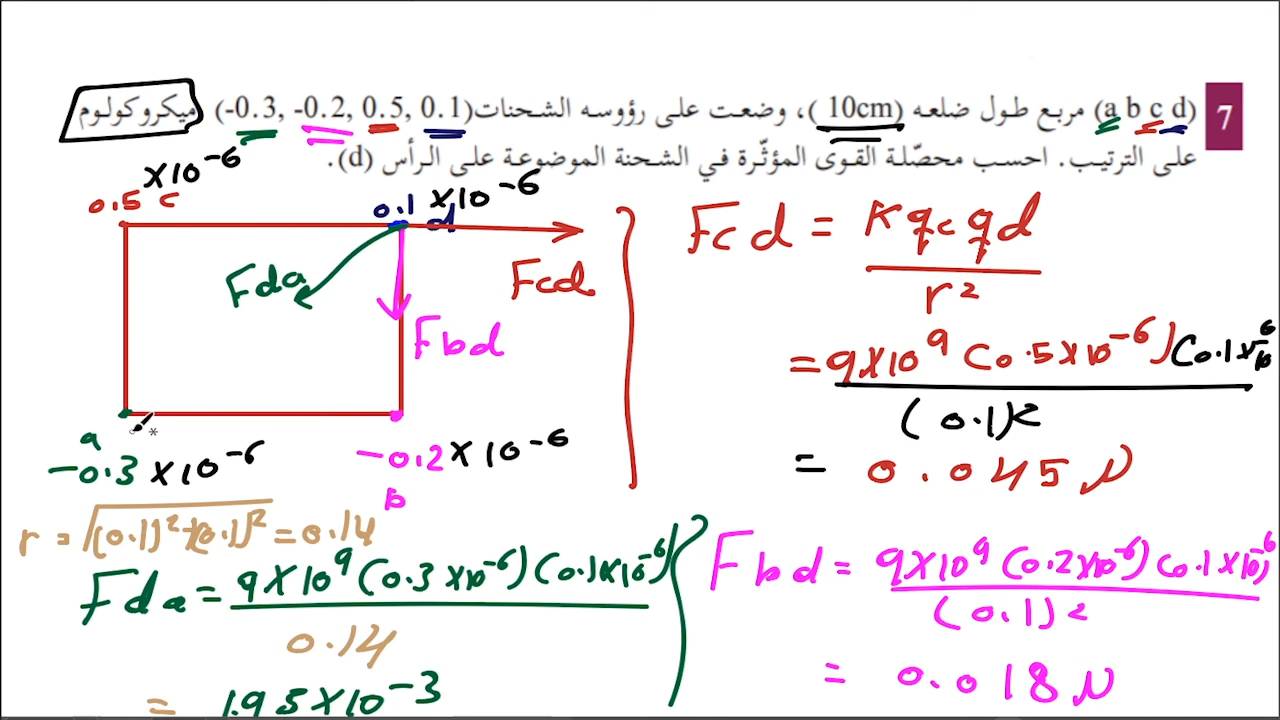 7
(a b c d) مربع طول ضلعه (10cm)، وضعت على رؤوسه الشحنات(0.1 ,0.5 ,0.2- ,0.3-) ميكروكولوم
على الترتيب. احسب محصّلة القوى المؤثّرة في الشحنة الموضوعة على الرأس (d).
0.5 c ×10⁻⁶
0.1 ×10⁻⁶ d
Fcd
Fda
Fbd
a
-0.3 ×10⁻⁶
-0.2 ×10⁻⁶
b
Fcd = K qc qd
r²
= 9×10⁹ (0.5×10⁻⁶)(0.1×10⁻⁶
(0.1)²
= 0.045 N
r = √(0.1)²+(0.1)² = 0.14
Fda = 9×10⁹ (0.3×10⁻⁶)(0.1×10⁻⁶)
0.14
= 1.93×10⁻³
Fbd = 9×10⁹ (0.2×10⁻⁶)(0.1×10⁻⁶)
(0.1)²
= 0.018 N